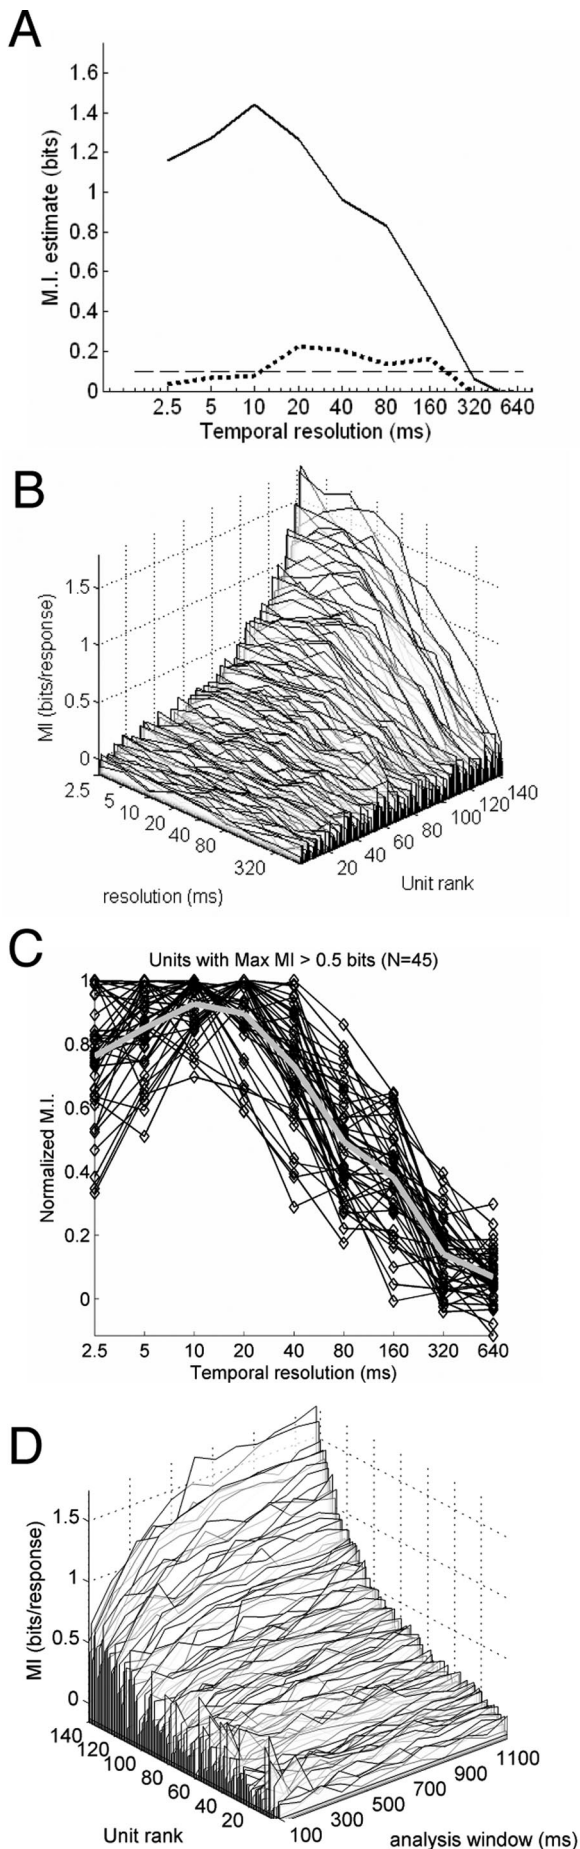 A
1.6
1.4
1.2
1
0.8
0.6
0.4
0.2
0
M.I. estimate (bits)
2.5 5 10 20 40 80 160 320 640
Temporal resolution (ms)
B
1.5
1
0.5
0
MI (bits/response)
2.5 5 10 20 40 80 320
resolution (ms)
20 40 60 80 100 120 140
Unit rank
C
Units with Max MI > 0.5 bits (N=45)
1
0.8
0.6
0.4
0.2
0
Normalized M.I.
2.5 5 10 20 40 80 160 320 640
Temporal resolution (ms)
D
1.5
1
0.5
0
MI (bits/response)
140 120 100 80 60 40 20
Unit rank
100 300 500 700 900 1100
analysis window (ms)